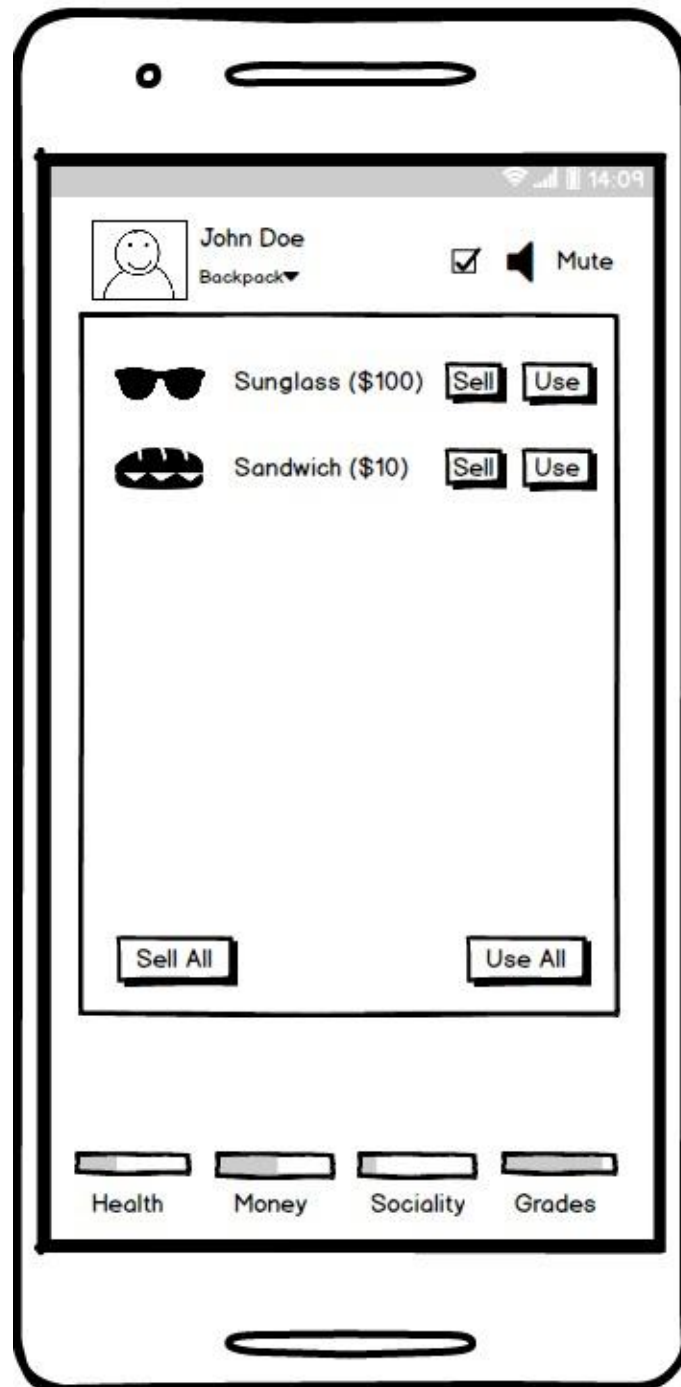 14:09
John Doe
Backpack
Mute
Sunglass ($100) Sell Use
Sandwich ($10) Sell Use
Sell All Use All
Health Money Sociality Grades